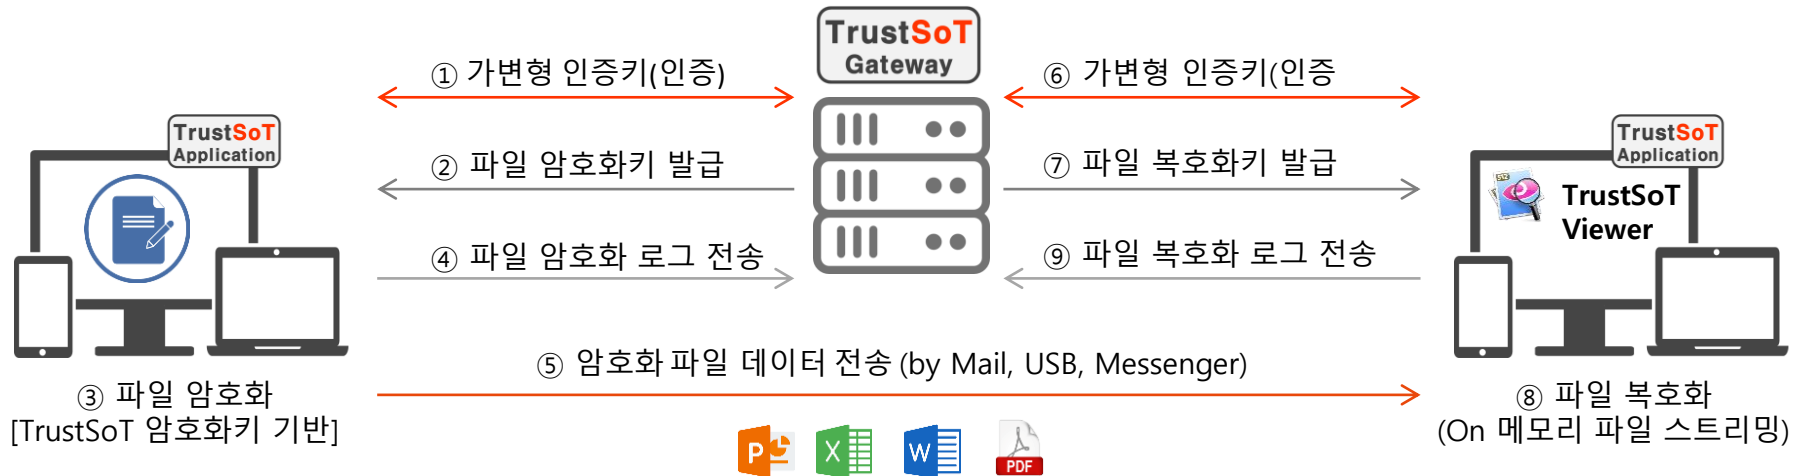 TrustSoT
Gateway
① 가변형 인증키(인증)
⑥ 가변형 인증키(인증
TrustSoT
Application
TrustSoT
Application
② 파일 암호화키 발급
⑦ 파일 복호화키 발급
TrustSoT
Viewer
④ 파일 암호화 로그 전송
⑨ 파일 복호화 로그 전송
⑤ 암호화 파일 데이터 전송 (by Mail, USB, Messenger)
③ 파일 암호화
[TrustSoT 암호화키 기반]
⑧ 파일 복호화
(On 메모리 파일 스트리밍)
P
X
W
PDF